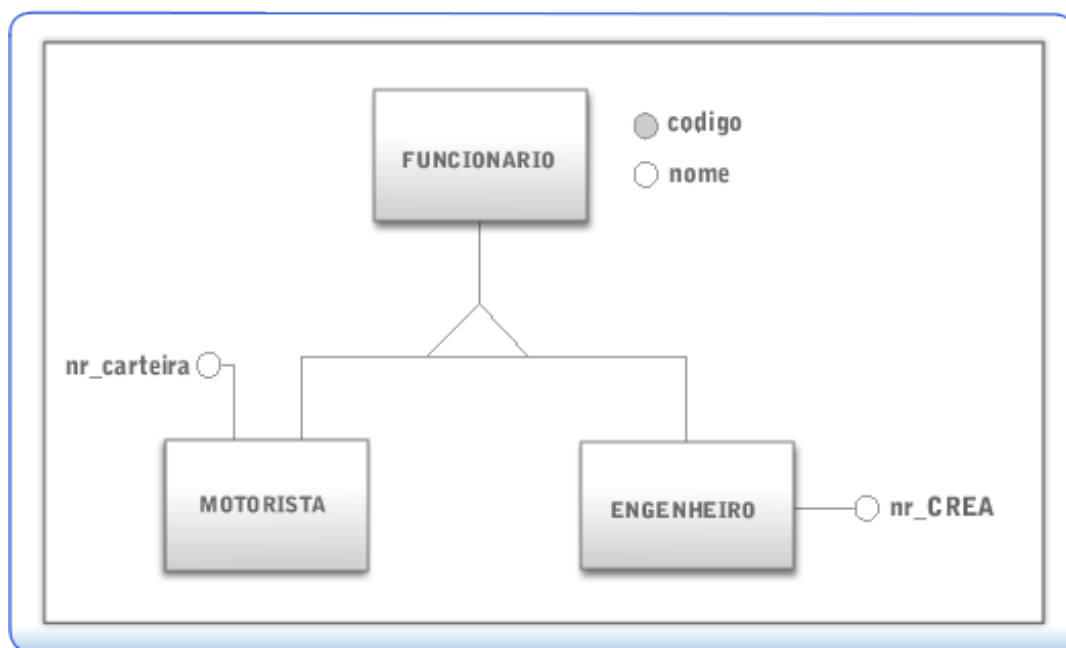 codigo
FUNCIONARIO
nome
nr_carteira
MOTORISTA
ENGENHEIRO
nr_CREA